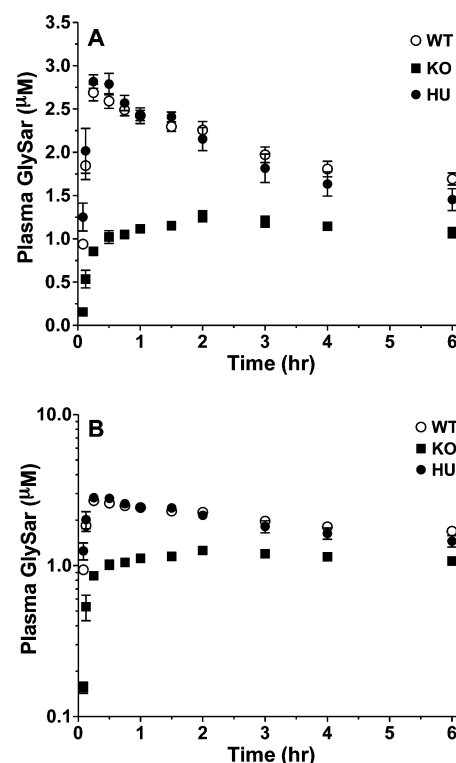 A
WT
KO
HU
Plasma GlySar (µM)
3.5
3.0
2.5
2.0
1.5
1.0
0.5
0.0
0 1 2 3 4 5 6
Time (hr)
B
WT
KO
HU
Plasma GlySar (µM)
10.0
1.0
0.1
0 1 2 3 4 5 6
Time (hr)